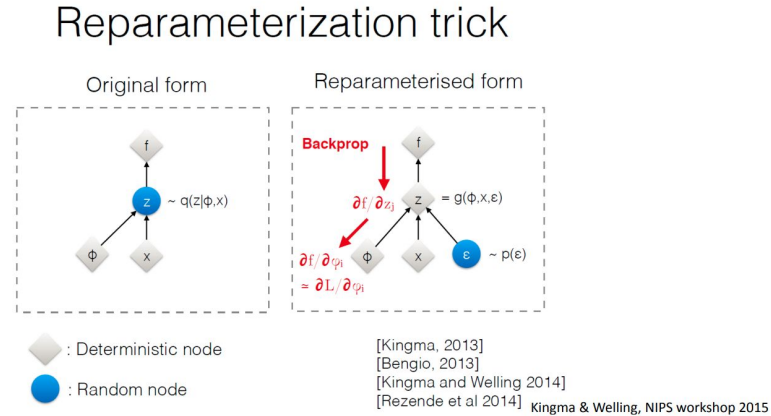 Reparameterization trick
Original form
Reparameterised form
f
z ~ q(z|ϕ,x)
ϕ x
Backprop
f
∂f/∂zⱼ z = g(ϕ,x,ε)
∂f/∂φᵢ ϕ x ε ~ p(ε)
≃ ∂L/∂φᵢ
: Deterministic node
: Random node
[Kingma, 2013]
[Bengio, 2013]
[Kingma and Welling 2014]
[Rezende et al 2014]
Kingma & Welling, NIPS workshop 2015